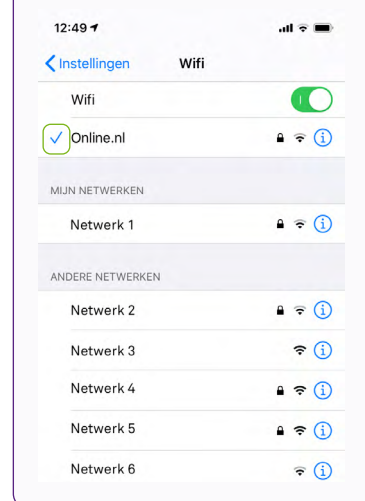 12:49
Instellingen Wifi
Wifi
Online.nl
MIJN NETWERKEN
Netwerk 1
ANDERE NETWERKEN
Netwerk 2
Netwerk 3
Netwerk 4
Netwerk 5
Netwerk 6